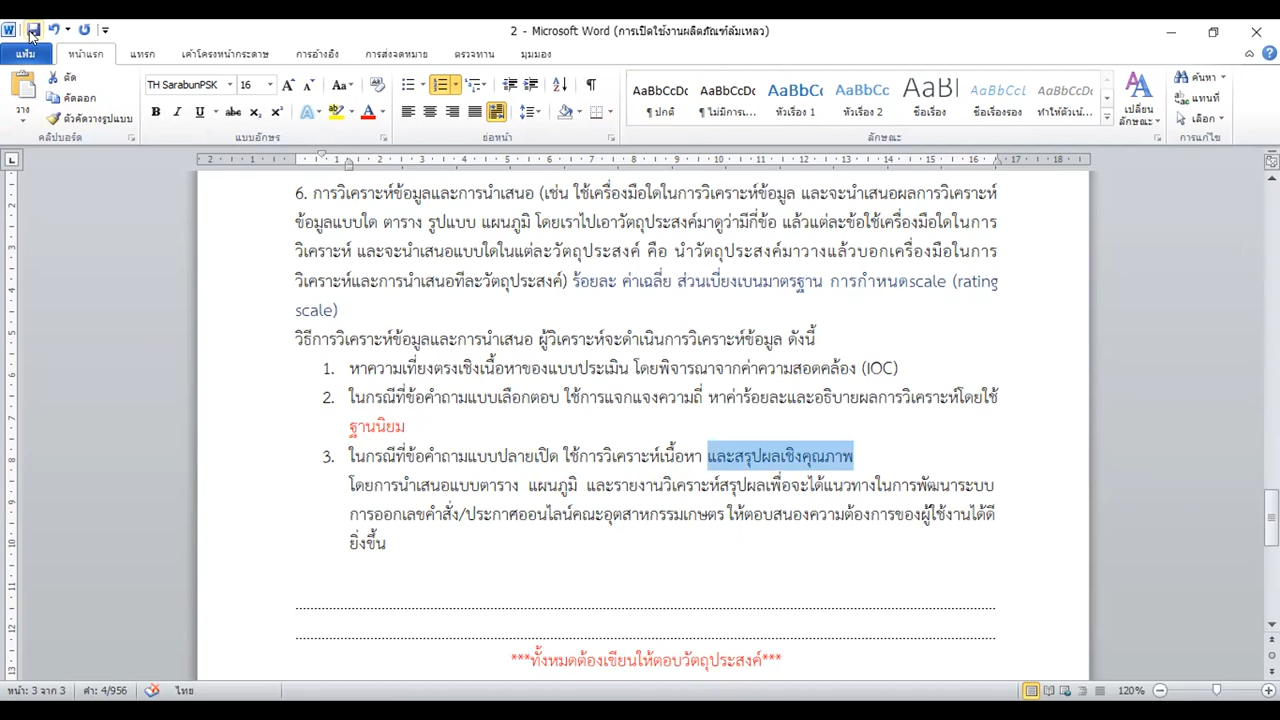 2 - Microsoft Word (การเปิดใช้งานผลิตภัณฑ์ล้มเหลว)
แฟ้ม หน้าแรก แทรก เค้าโครงหน้ากระดาษ การอ้างอิง การส่งจดหมาย ตรวจทาน มุมมอง
วาง
ตัด
คัดลอก
ตัวคัดวางรูปแบบ
คลิปบอร์ด
TH SarabunPSK 16
แบบอักษร
ย่อหน้า
AaBbCcDc AaBbCcDc AaBbCc AaBbCc AaBl AaBbCcL AaBbCcDc
¶ ปกติ ¶ ไม่มีการเ... หัวเรื่อง 1 หัวเรื่อง 2 ชื่อเรื่อง ชื่อเรื่องรอง ทำให้ตัวเน้...
ลักษณะ
เปลี่ยน
ลักษณะ
ค้นหา
แทนที่
เลือก
การแก้ไข
2 1 1 2 3 4 5 6 7 8 9 10 11 12 13 14 15 16 17 18
6. การวิเคราะห์ข้อมูลและการนำเสนอ (เช่น ใช้เครื่องมือใดในการวิเคราะห์ข้อมูล และจะนำเสนอผลการวิเคราะห์
ข้อมูลแบบใด ตาราง รูปแบบ แผนภูมิ โดยเราไปเอาวัตถุประสงค์มาดูว่ามีกี่ข้อ แล้วแต่ละข้อใช้เครื่องมือใดในการ
วิเคราะห์ และจะนำเสนอแบบใดในแต่ละวัตถุประสงค์ คือ นำวัตถุประสงค์มาวางแล้วบอกเครื่องมือในการ
วิเคราะห์และการนำเสนอทีละวัตถุประสงค์) ร้อยละ ค่าเฉลี่ย ส่วนเบี่ยงเบนมาตรฐาน การกำหนดscale (rating
scale)
วิธีการวิเคราะห์ข้อมูลและการนำเสนอ ผู้วิเคราะห์จะดำเนินการวิเคราะห์ข้อมูล ดังนี้
1. หาความเที่ยงตรงเชิงเนื้อหาของแบบประเมิน โดยพิจารณาจากค่าความสอดคล้อง (IOC)
2. ในกรณีที่ข้อคำถามแบบเลือกตอบ ใช้การแจกแจงความถี่ หาค่าร้อยละและอธิบายผลการวิเคราะห์โดยใช้
ฐานนิยม
3. ในกรณีที่ข้อคำถามแบบปลายเปิด ใช้การวิเคราะห์เนื้อหา และสรุปผลเชิงคุณภาพ
โดยการนำเสนอแบบตาราง แผนภูมิ และรายงานวิเคราะห์สรุปผลเพื่อจะได้แนวทางในการพัฒนาระบบ
การออกเลขคำสั่ง/ประกาศออนไลน์คณะอุตสาหกรรมเกษตร ให้ตอบสนองความต้องการของผู้ใช้งานได้ดี
ยิ่งขึ้น
***ทั้งหมดต้องเขียนให้ตอบวัตถุประสงค์***
หน้า: 3 จาก 3 คำ: 4/956 ไทย 120%